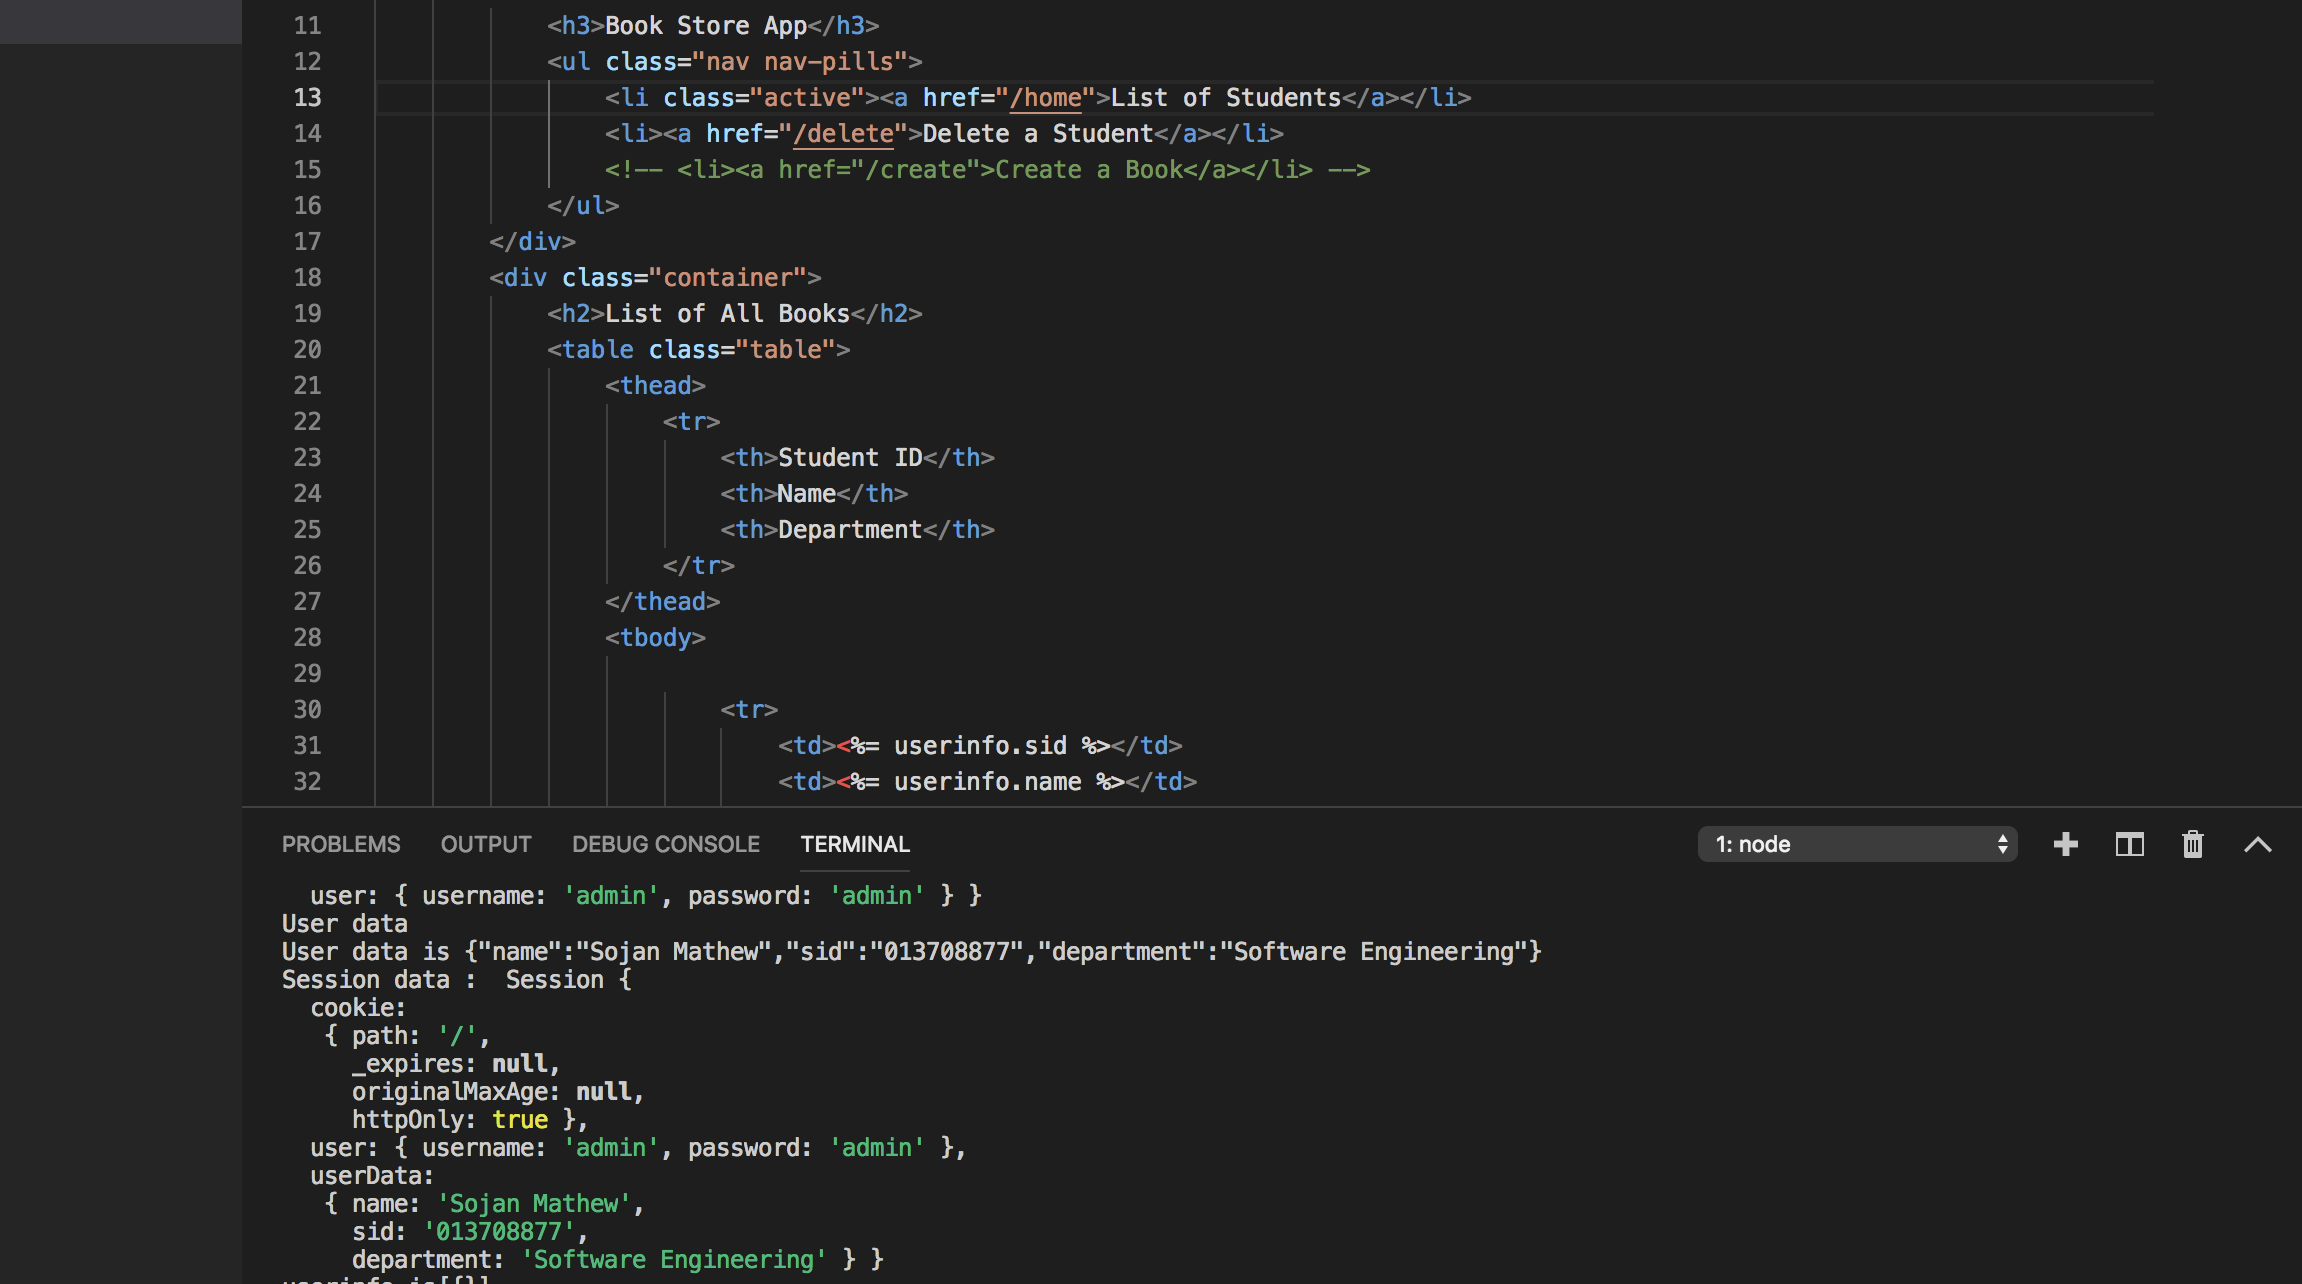 11 <h3>Book Store App</h3>
12 <ul class="nav nav-pills">
13 <li class="active"><a href="/home">List of Students</a></li>
14 <li><a href="/delete">Delete a Student</a></li>
15 <!-- <li><a href="/create">Create a Book</a></li> -->
16 </ul>
17 </div>
18 <div class="container">
19 <h2>List of All Books</h2>
20 <table class="table">
21 <thead>
22 <tr>
23 <th>Student ID</th>
24 <th>Name</th>
25 <th>Department</th>
26 </tr>
27 </thead>
28 <tbody>
29
30 <tr>
31 <td><%= userinfo.sid %></td>
32 <td><%= userinfo.name %></td>
PROBLEMS OUTPUT DEBUG CONSOLE TERMINAL 1: node
user: { username: 'admin', password: 'admin' } }
User data
User data is {"name":"Sojan Mathew","sid":"013708877","department":"Software Engineering"}
Session data :  Session {
cookie:
{ path: '/',
_expires: null,
originalMaxAge: null,
httpOnly: true },
user: { username: 'admin', password: 'admin' },
userData:
{ name: 'Sojan Mathew',
sid: '013708877',
department: 'Software Engineering' } }